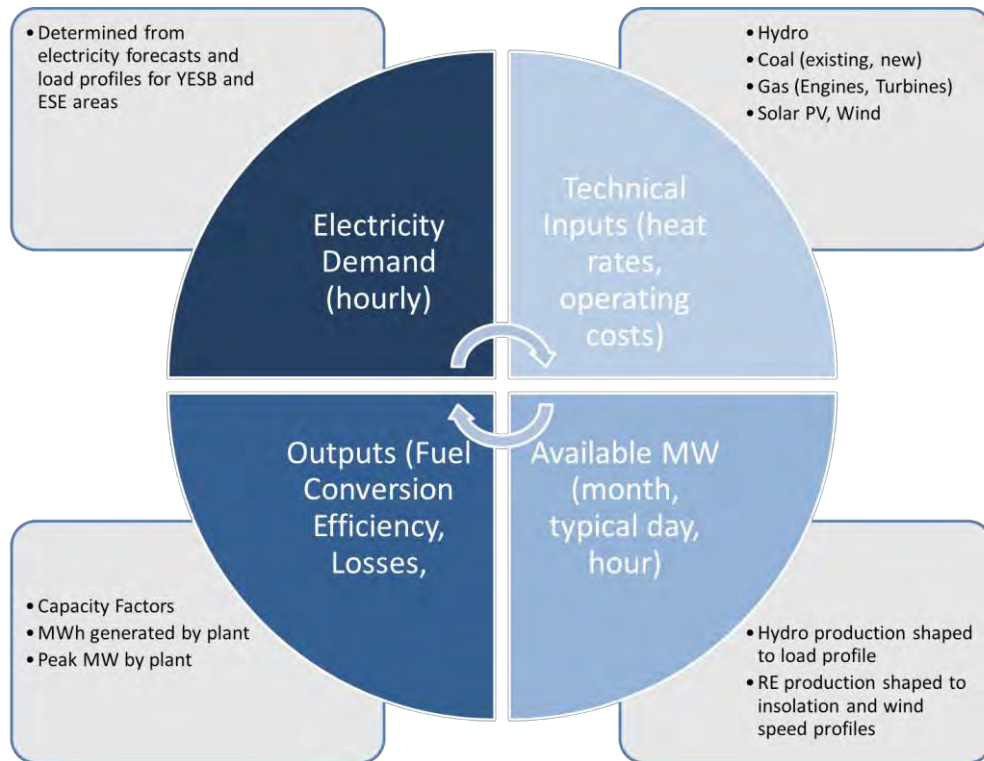 • Determined from
electricity forecasts and
load profiles for YESB and
ESE areas
• Hydro
• Coal (existing, new)
• Gas (Engines, Turbines)
• Solar PV, Wind
Electricity
Demand
(hourly)
Technical
Inputs (heat
rates,
operating
costs)
Outputs (Fuel
Conversion
Efficiency,
Losses,
Available MW
(month,
typical day,
hour)
• Capacity Factors
• MWh generated by plant
• Peak MW by plant
• Hydro production shaped
to load profile
• RE production shaped to
insolation and wind
speed profiles